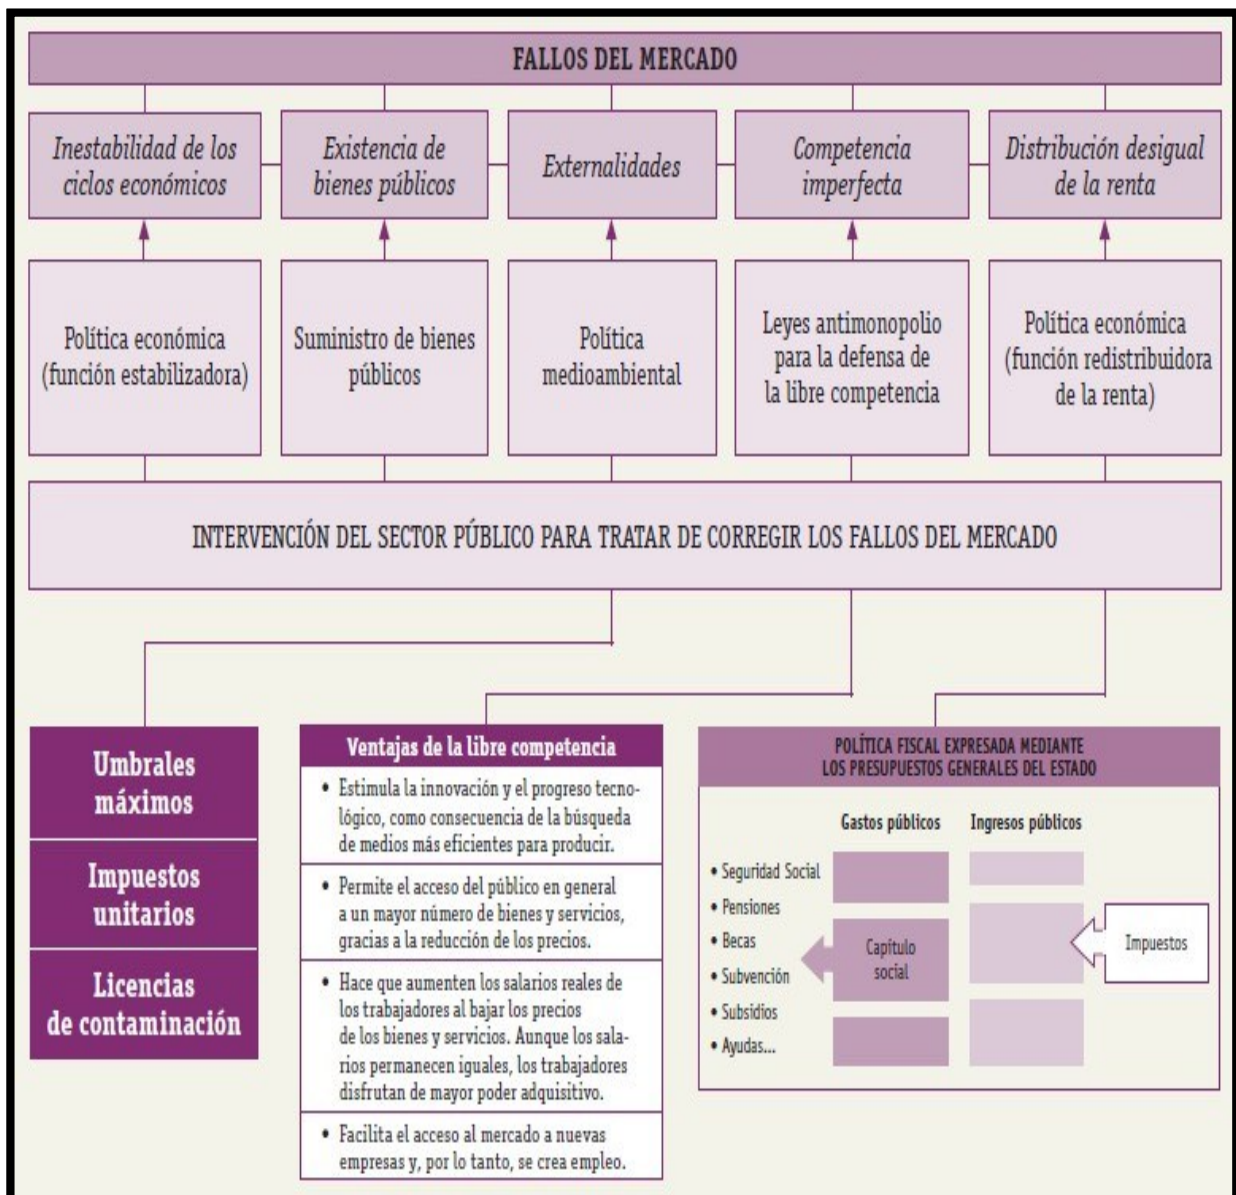 FALLOS DEL MERCADO
Inestabilidad de los
ciclos económicos
Existencia de
bienes públicos
Externalidades
Competencia
imperfecta
Distribución desigual
de la renta
Política económica
(función estabilizadora)
Suministro de bienes
públicos
Política
medioambiental
Leyes antimonopolio
para la defensa de
la libre competencia
Política económica
(función redistribuidora
de la renta)
INTERVENCIÓN DEL SECTOR PÚBLICO PARA TRATAR DE CORREGIR LOS FALLOS DEL MERCADO
Umbrales
máximos
Impuestos
unitarios
Licencias
de contaminación
Ventajas de la libre competencia
• Estimula la innovación y el progreso tecno-
lógico, como consecuencia de la búsqueda
de medios más eficientes para producir.
• Permite el acceso del público en general
a un mayor número de bienes y servicios,
gracias a la reducción de los precios.
• Hace que aumenten los salarios reales de
los trabajadores al bajar los precios
de los bienes y servicios. Aunque los sala-
rios permanecen iguales, los trabajadores
disfrutan de mayor poder adquisitivo.
• Facilita el acceso al mercado a nuevas
empresas y, por lo tanto, se crea empleo.
POLÍTICA FISCAL EXPRESADA MEDIANTE
LOS PRESUPUESTOS GENERALES DEL ESTADO
Gastos públicos
Ingresos públicos
• Seguridad Social
• Pensiones
• Becas
• Subvención
• Subsidios
• Ayudas...
Capítulo
social
Impuestos